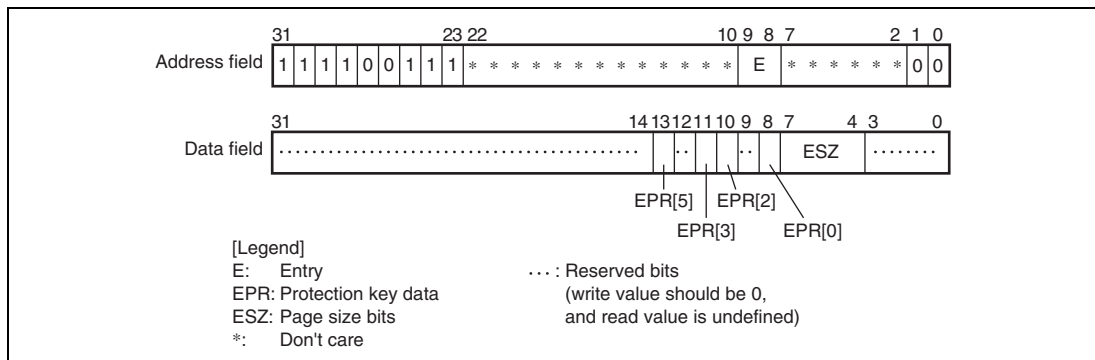 31 23 22 10 9 8 7 2 1 0
Address field 1 1 1 1 0 0 1 1 1 * * * * * * * * * * * * * E * * * * * * 0 0
31 14 13 12 11 10 9 8 7 4 3 0
Data field ESZ
EPR[5] EPR[2]
EPR[3] EPR[0]
[Legend]
E: Entry ... : Reserved bits
EPR: Protection key data (write value should be 0,
ESZ: Page size bits and read value is undefined)
*: Don't care